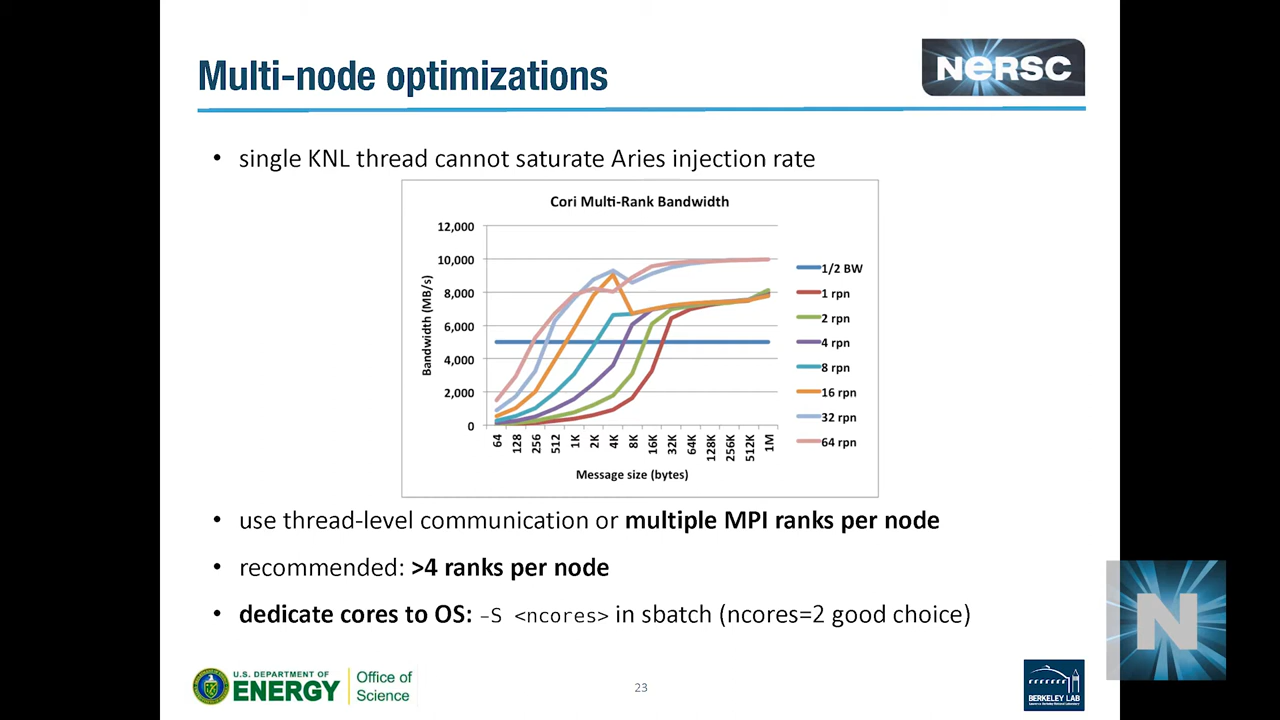 Multi-node optimizations
NERSC
• single KNL thread cannot saturate Aries injection rate
Cori Multi-Rank Bandwidth
12,000
10,000
8,000
6,000
4,000
2,000
0
Bandwidth (MB/s)
64
128
256
512
1K
2K
4K
8K
16K
32K
64K
128K
256K
512K
1M
Message size (bytes)
1/2 BW
1 rpn
2 rpn
4 rpn
8 rpn
16 rpn
32 rpn
64 rpn
• use thread-level communication or multiple MPI ranks per node
• recommended: >4 ranks per node
• dedicate cores to OS: -S <ncores> in sbatch (ncores=2 good choice)
N
U.S. DEPARTMENT OF
ENERGY
Office of
Science
23
BERKELEY LAB